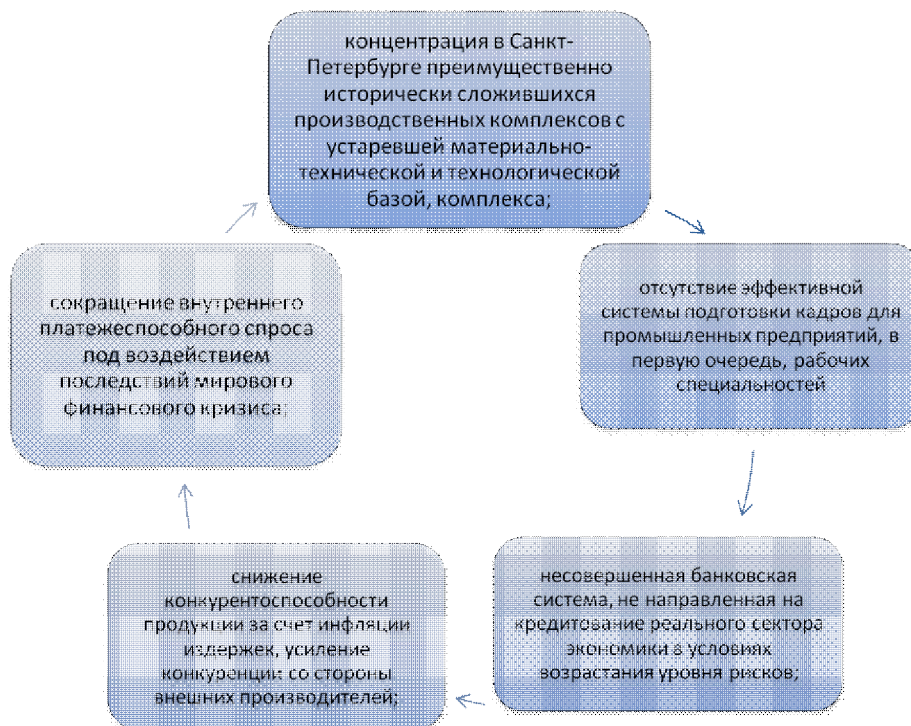 концентрация в Санкт-
Петербурге преимущественно
исторически сложившихся
производственных комплексов с
устаревшей материально-
технической и технологической
базой, комплекса;
отсутствие эффективной
системы подготовки кадров для
промышленных предприятий, в
первую очередь, рабочих
специальностей
несовершенная банковская
система, не направленная на
кредитование реального сектора
экономики в условиях
возрастания уровня рисков;
снижение
конкурентоспособности
продукции за счет инфляции
издержек, усиление
конкуренции со стороны
внешних производителей;
сокращение внутреннего
платежеспособного спроса
под воздействием
последствий мирового
финансового кризиса;